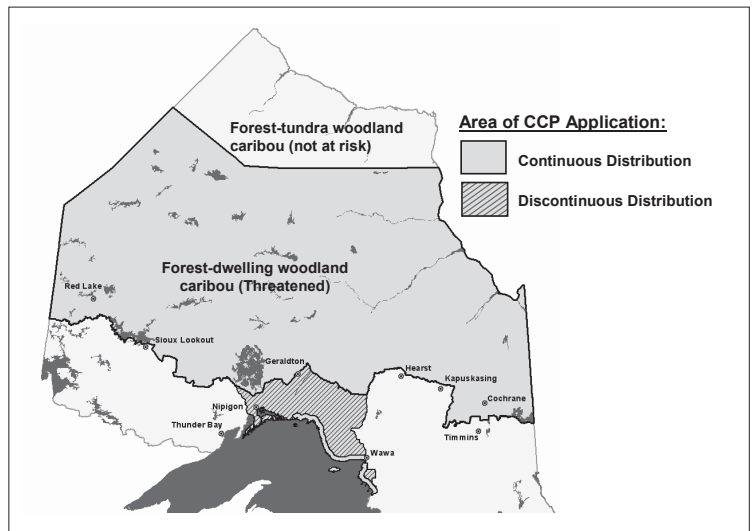 Forest-tundra woodland
caribou (not at risk)
Area of CCP Application:
Continuous Distribution
Discontinuous Distribution
Forest-dwelling woodland
caribou (Threatened)
Red Lake
Sioux Lookout
Geraldton
Hearst
Kapuskasing
Cochrane
Nipigon
Thunder Bay
Timmins
Wawa